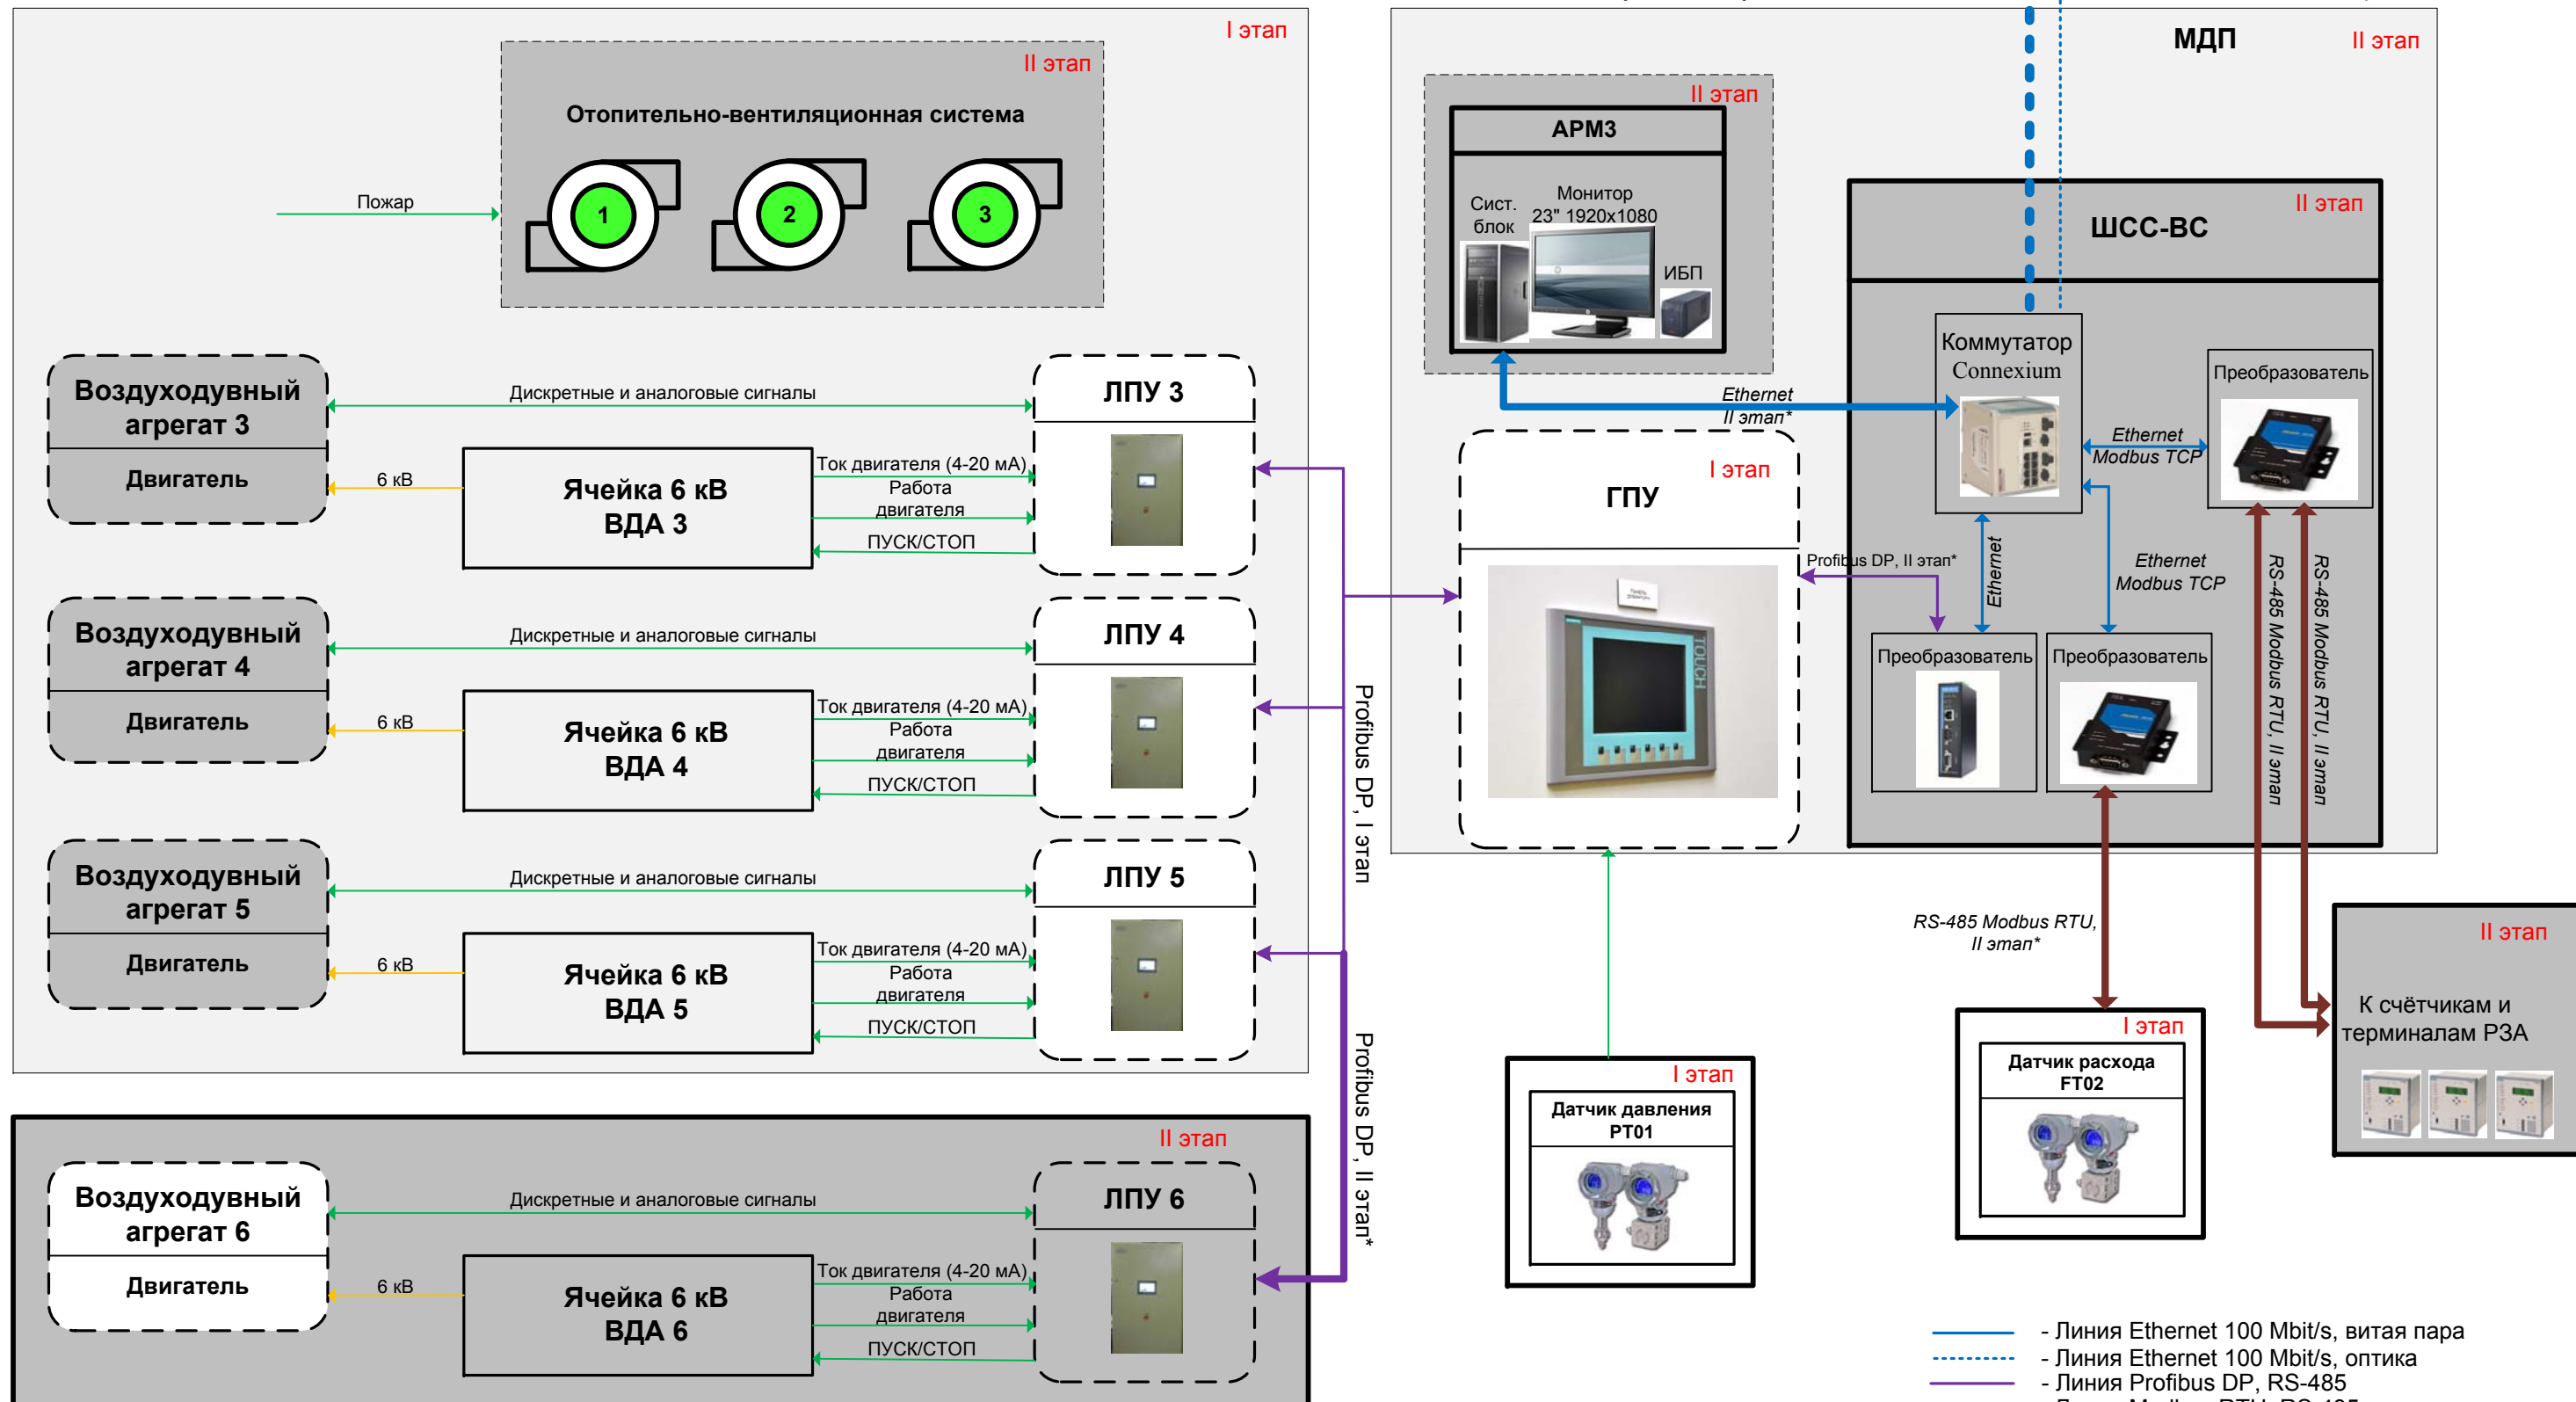 I этап
II этап
Отопительно-вентиляционная система
1
2
3
Пожар
Воздуходувный
агрегат 3
Двигатель
Дискретные и аналоговые сигналы
6 кВ
Ячейка 6 кВ
ВДА 3
Ток двигателя (4-20 мА)
Работа
двигателя
ПУСК/СТОП
ЛПУ 3
Воздуходувный
агрегат 4
Двигатель
Дискретные и аналоговые сигналы
6 кВ
Ячейка 6 кВ
ВДА 4
Ток двигателя (4-20 мА)
Работа
двигателя
ПУСК/СТОП
ЛПУ 4
Воздуходувный
агрегат 5
Двигатель
Дискретные и аналоговые сигналы
6 кВ
Ячейка 6 кВ
ВДА 5
Ток двигателя (4-20 мА)
Работа
двигателя
ПУСК/СТОП
ЛПУ 5
II этап
Воздуходувный
агрегат 6
Двигатель
Дискретные и аналоговые сигналы
6 кВ
Ячейка 6 кВ
ВДА 6
Ток двигателя (4-20 мА)
Работа
двигателя
ПУСК/СТОП
ЛПУ 6
Profibus DP, I этап
Profibus DP, II этап*
МДП
II этап
II этап
АРМ3
Сист.
блок
Монитор
23" 1920x1080
ИБП
Ethernet
II этап*
I этап
ГПУ
TOUCH
Profibus DP, II этап*
II этап
ШСС-ВС
Коммутатор
Connexium
Преобразователь
Ethernet
Modbus TCP
Ethernet
Ethernet
Modbus TCP
Преобразователь
Преобразователь
RS-485 Modbus RTU, II этап
RS-485 Modbus RTU, II этап
RS-485 Modbus RTU,
II этап*
I этап
Датчик давления
PT01
I этап
Датчик расхода
FT02
II этап
К счётчикам и
терминалам РЗА
- Линия Ethernet 100 Mbit/s, витая пара
- Линия Ethernet 100 Mbit/s, оптика
- Линия Profibus DP, RS-485